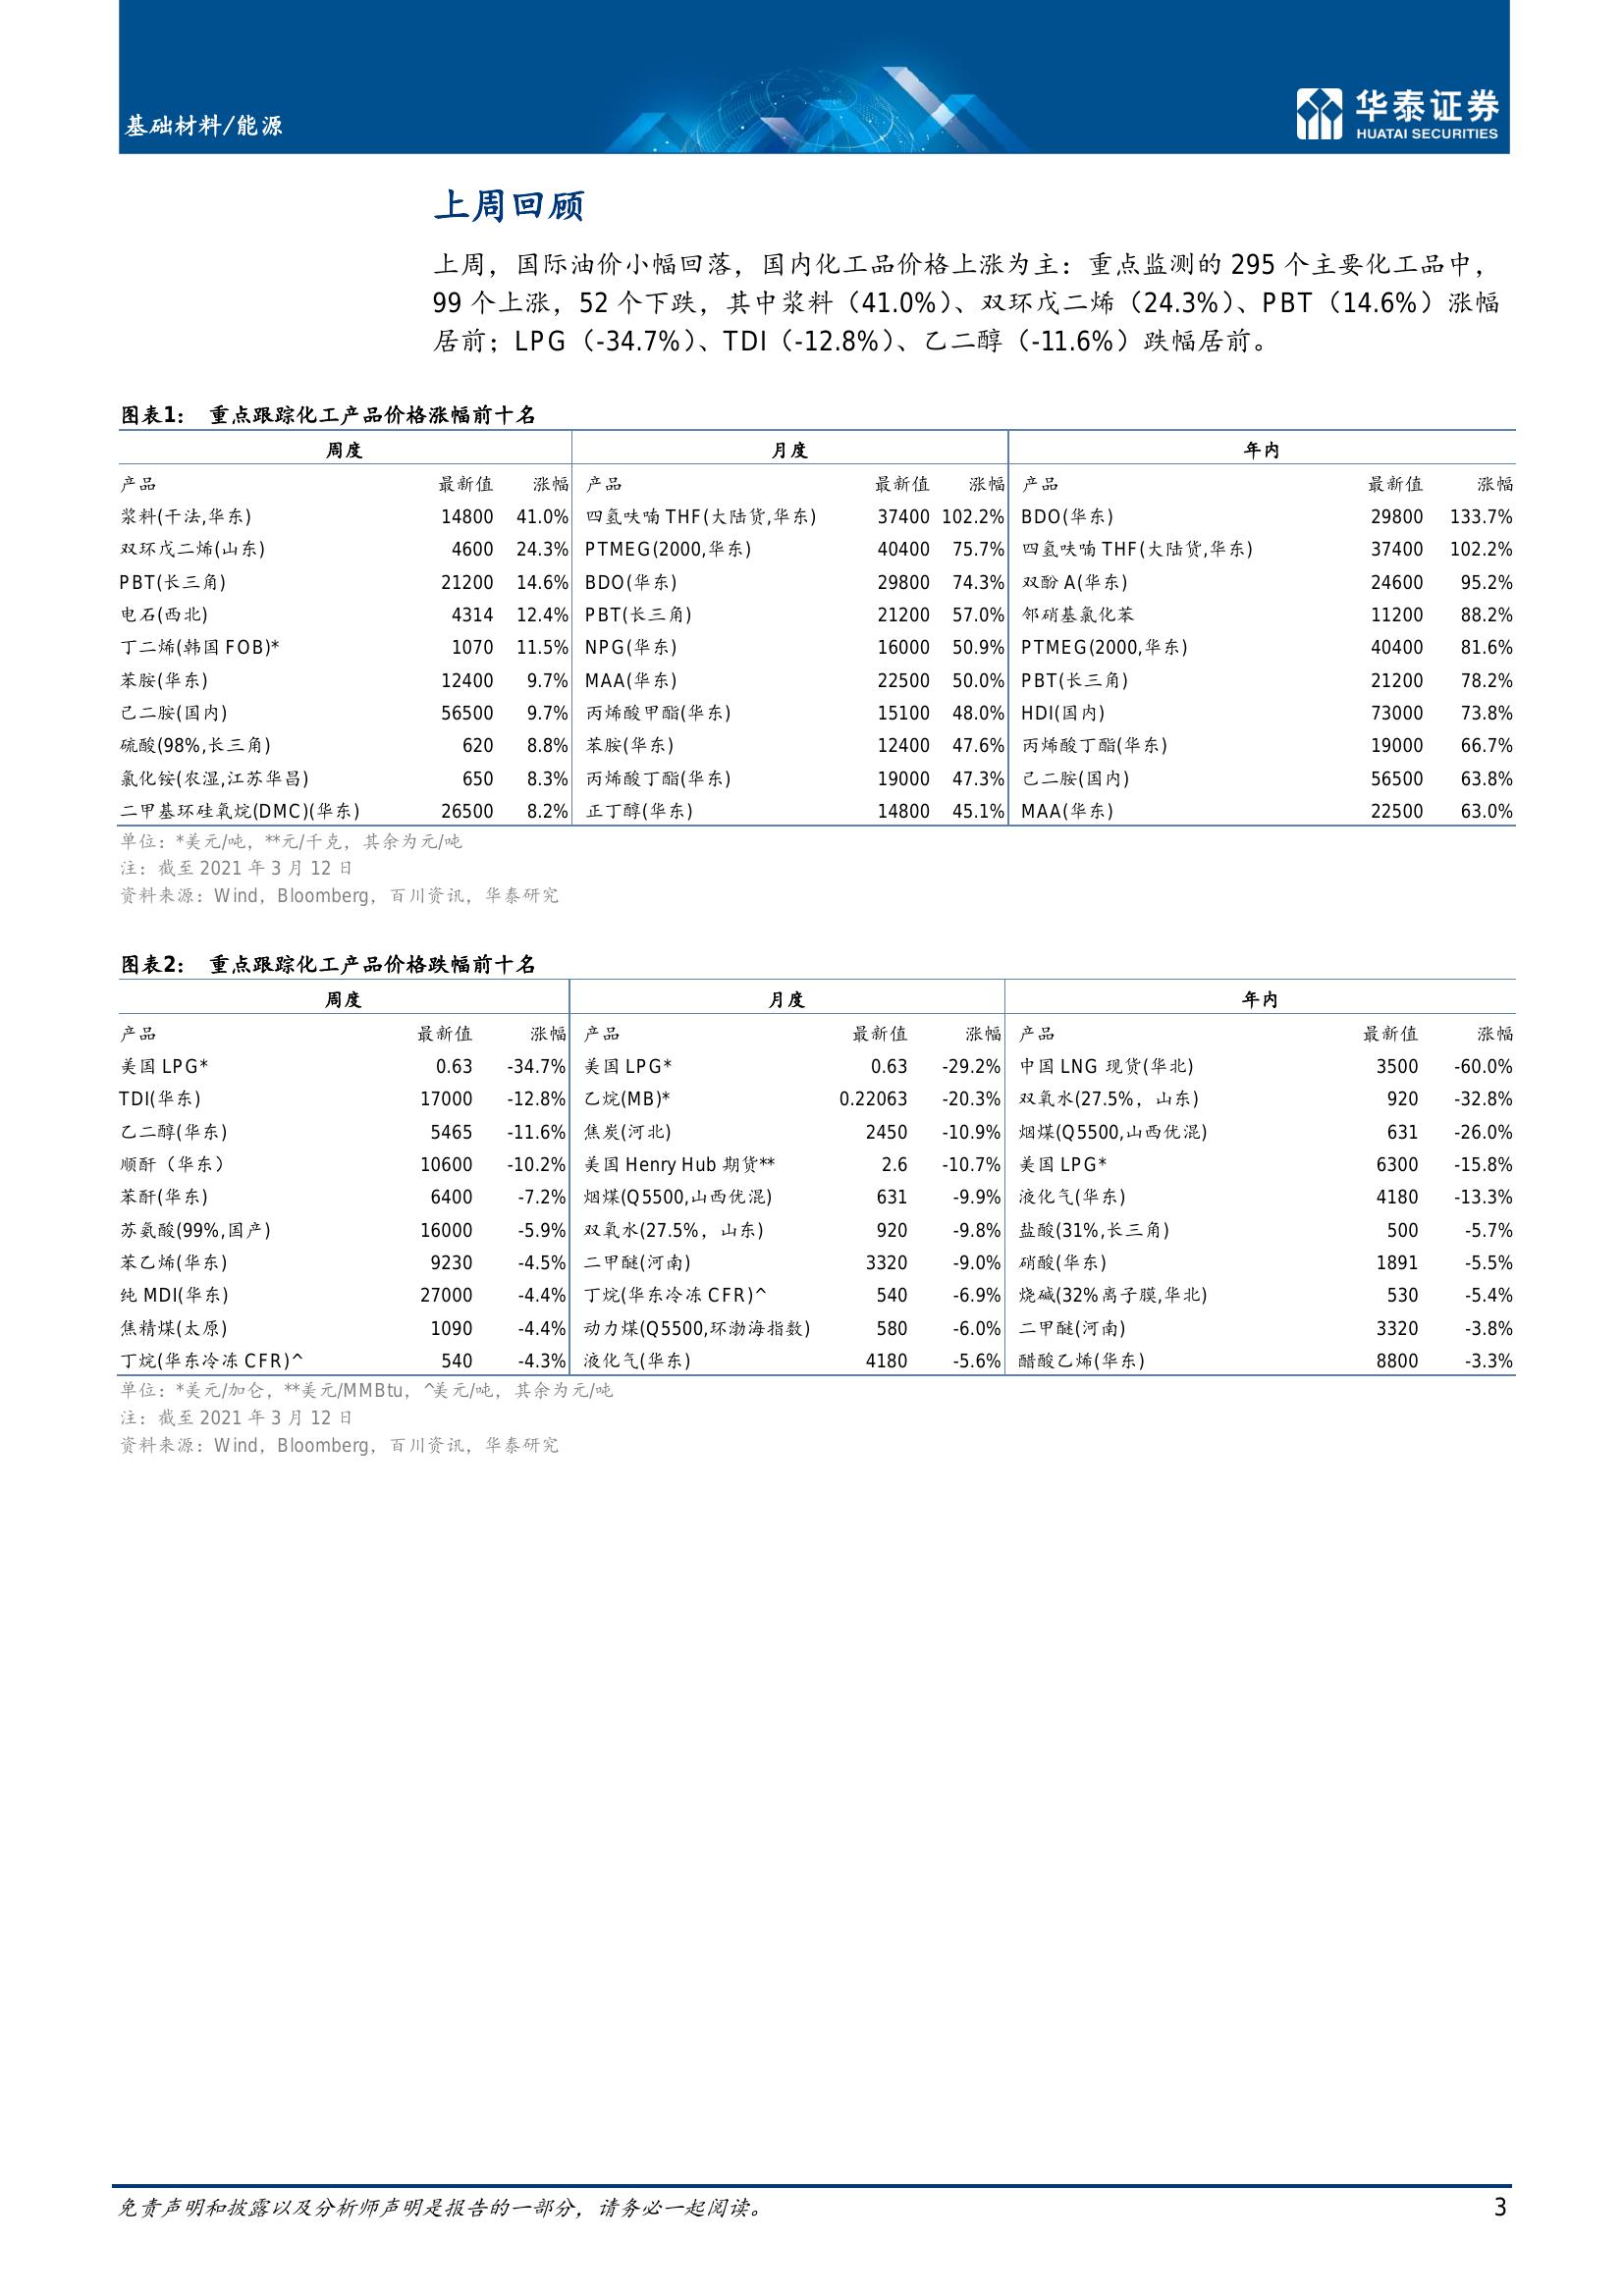 基础材料/能源
华泰证券
HUATAI SECURITIES
上周回顾
上周，国际油价小幅回落，国内化工品价格上涨为主：重点监测的 295 个主要化工品中，
99 个上涨，52 个下跌，其中浆料（41.0%）、双环戊二烯（24.3%）、PBT（14.6%）涨幅
居前；LPG（-34.7%）、TDI（-12.8%）、乙二醇（-11.6%）跌幅居前。
图表1： 重点跟踪化工产品价格涨幅前十名
周度 月度 年内
产品 最新值 涨幅 产品 最新值 涨幅 产品 最新值 涨幅
浆料(干法,华东) 14800 41.0% 四氢呋喃 THF(大陆货,华东) 37400 102.2% BDO(华东) 29800 133.7%
双环戊二烯(山东) 4600 24.3% PTMEG(2000,华东) 40400 75.7% 四氢呋喃 THF(大陆货,华东) 37400 102.2%
PBT(长三角) 21200 14.6% BDO(华东) 29800 74.3% 双酚 A(华东) 24600 95.2%
电石(西北) 4314 12.4% PBT(长三角) 21200 57.0% 邻硝基氯化苯 11200 88.2%
丁二烯(韩国 FOB)* 1070 11.5% NPG(华东) 16000 50.9% PTMEG(2000,华东) 40400 81.6%
苯胺(华东) 12400 9.7% MAA(华东) 22500 50.0% PBT(长三角) 21200 78.2%
己二胺(国内) 56500 9.7% 丙烯酸甲酯(华东) 15100 48.0% HDI(国内) 73000 73.8%
硫酸(98%,长三角) 620 8.8% 苯胺(华东) 12400 47.6% 丙烯酸丁酯(华东) 19000 66.7%
氯化铵(农湿,江苏华昌) 650 8.3% 丙烯酸丁酯(华东) 19000 47.3% 己二胺(国内) 56500 63.8%
二甲基环硅氧烷(DMC)(华东) 26500 8.2% 正丁醇(华东) 14800 45.1% MAA(华东) 22500 63.0%
单位：*美元/吨，**元/千克，其余为元/吨
注：截至 2021 年 3 月 12 日
资料来源：Wind，Bloomberg，百川资讯，华泰研究
图表2： 重点跟踪化工产品价格跌幅前十名
周度 月度 年内
产品 最新值 涨幅 产品 最新值 涨幅 产品 最新值 涨幅
美国 LPG* 0.63 -34.7% 美国 LPG* 0.63 -29.2% 中国 LNG 现货(华北) 3500 -60.0%
TDI(华东) 17000 -12.8% 乙烷(MB)* 0.22063 -20.3% 双氧水(27.5%，山东) 920 -32.8%
乙二醇(华东) 5465 -11.6% 焦炭(河北) 2450 -10.9% 烟煤(Q5500,山西优混) 631 -26.0%
顺酐（华东） 10600 -10.2% 美国 Henry Hub 期货** 2.6 -10.7% 美国 LPG* 6300 -15.8%
苯酐(华东) 6400 -7.2% 烟煤(Q5500,山西优混) 631 -9.9% 液化气(华东) 4180 -13.3%
苏氨酸(99%,国产) 16000 -5.9% 双氧水(27.5%，山东) 920 -9.8% 盐酸(31%,长三角) 500 -5.7%
苯乙烯(华东) 9230 -4.5% 二甲醚(河南) 3320 -9.0% 硝酸(华东) 1891 -5.5%
纯 MDI(华东) 27000 -4.4% 丁烷(华东冷冻 CFR)^ 540 -6.9% 烧碱(32%离子膜,华北) 530 -5.4%
焦精煤(太原) 1090 -4.4% 动力煤(Q5500,环渤海指数) 580 -6.0% 二甲醚(河南) 3320 -3.8%
丁烷(华东冷冻 CFR)^ 540 -4.3% 液化气(华东) 4180 -5.6% 醋酸乙烯(华东) 8800 -3.3%
单位：*美元/加仑，**美元/MMBtu，^美元/吨，其余为元/吨
注：截至 2021 年 3 月 12 日
资料来源：Wind，Bloomberg，百川资讯，华泰研究
免责声明和披露以及分析师声明是报告的一部分，请务必一起阅读。 3